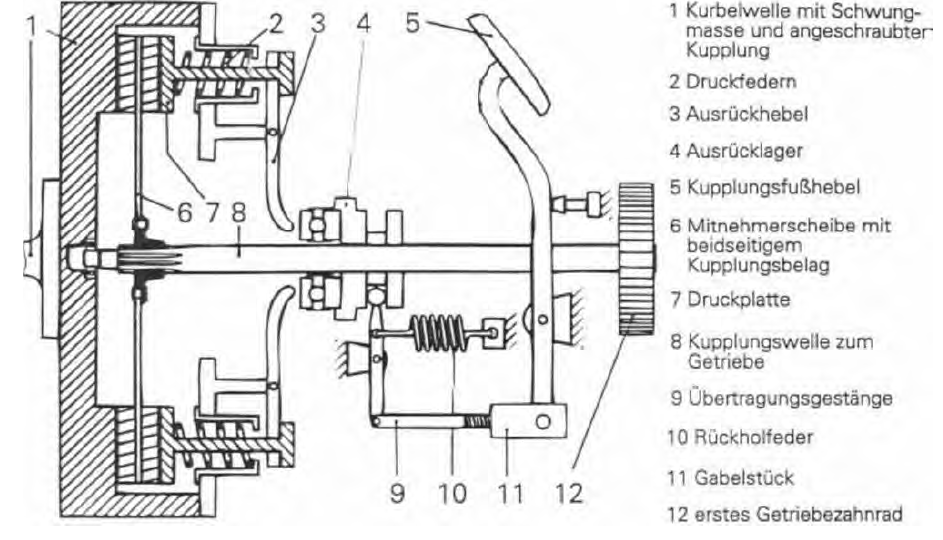 1
2
3
4
5
6
7
8
9
10
11
12
1 Kurbelwelle mit Schwung-
masse und angeschraubter
Kupplung
2 Druckfedern
3 Ausrückhebel
4 Ausrücklager
5 Kupplungsfußhebel
6 Mitnehmerscheibe mit
beidseitigem
Kupplungsbelag
7 Druckplatte
8 Kupplungswelle zum
Getriebe
9 Übertragungsgestänge
10 Rückholfeder
11 Gabelstück
12 erstes Getriebezahnrad